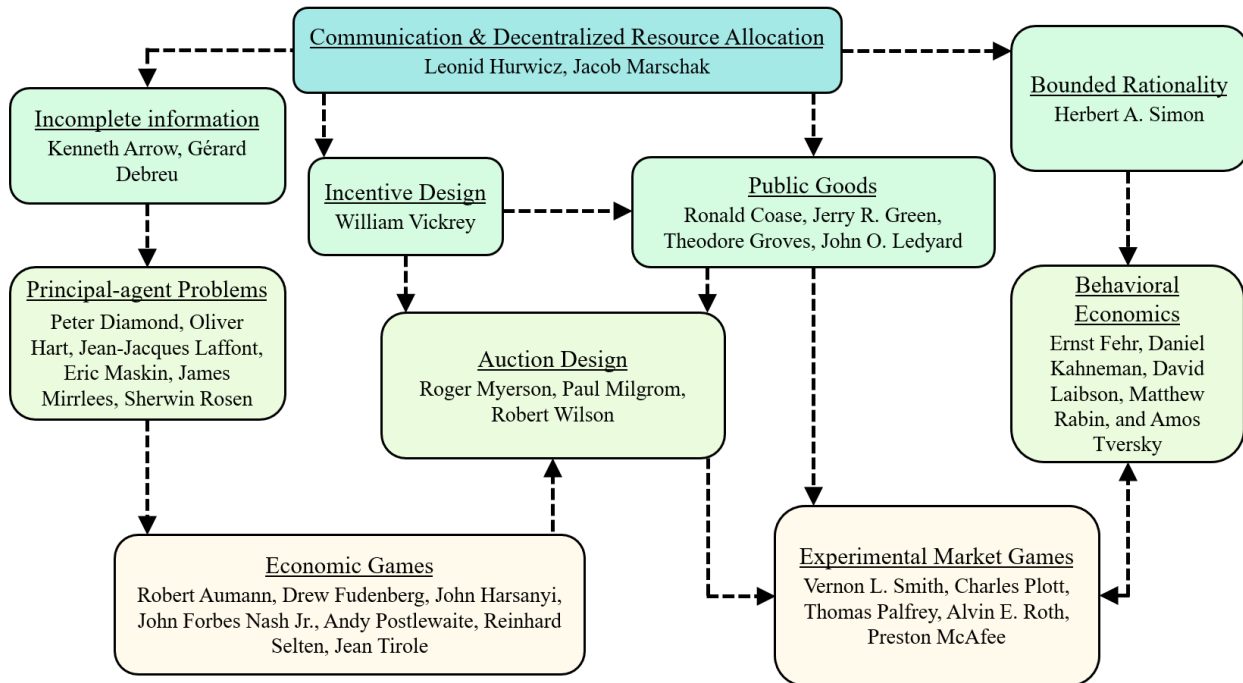 Communication & Decentralized Resource Allocation
Leonid Hurwicz, Jacob Marschak
Bounded Rationality
Herbert A. Simon
Incomplete information
Kenneth Arrow, Gérard
Debreu
Incentive Design
William Vickrey
Public Goods
Ronald Coase, Jerry R. Green,
Theodore Groves, John O. Ledyard
Principal-agent Problems
Peter Diamond, Oliver
Hart, Jean-Jacques Laffont,
Eric Maskin, James
Mirrlees, Sherwin Rosen
Auction Design
Roger Myerson, Paul Milgrom,
Robert Wilson
Behavioral
Economics
Ernst Fehr, Daniel
Kahneman, David
Laibson, Matthew
Rabin, and Amos
Tversky
Economic Games
Robert Aumann, Drew Fudenberg, John Harsanyi,
John Forbes Nash Jr., Andy Postlewaite, Reinhard
Selten, Jean Tirole
Experimental Market Games
Vernon L. Smith, Charles Plott,
Thomas Palfrey, Alvin E. Roth,
Preston McAfee